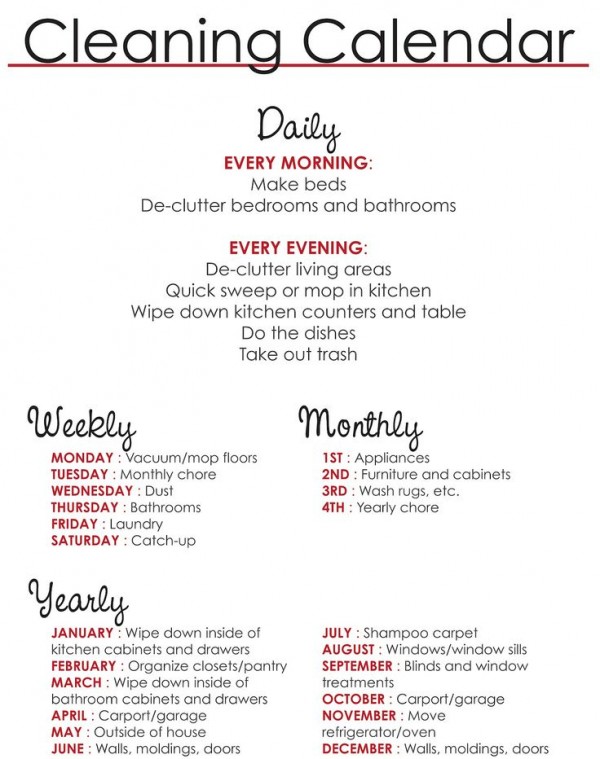 Cleaning Calendar
Daily
EVERY MORNING:
Make beds
De-clutter bedrooms and bathrooms
EVERY EVENING:
De-clutter living areas
Quick sweep or mop in kitchen
Wipe down kitchen counters and table
Do the dishes
Take out trash
Weekly
MONDAY : Vacuum/mop floors
TUESDAY : Monthly chore
WEDNESDAY : Dust
THURSDAY : Bathrooms
FRIDAY : Laundry
SATURDAY : Catch-up
Monthly
1ST : Appliances
2ND : Furniture and cabinets
3RD : Wash rugs, etc.
4TH : Yearly chore
Yearly
JANUARY : Wipe down inside of
kitchen cabinets and drawers
FEBRUARY : Organize closets/pantry
MARCH : Wipe down inside of
bathroom cabinets and drawers
APRIL : Carport/garage
MAY : Outside of house
JUNE : Walls, moldings, doors
JULY : Shampoo carpet
AUGUST : Windows/window sills
SEPTEMBER : Blinds and window
treatments
OCTOBER : Carport/garage
NOVEMBER : Move
refrigerator/oven
DECEMBER : Walls, moldings, doors